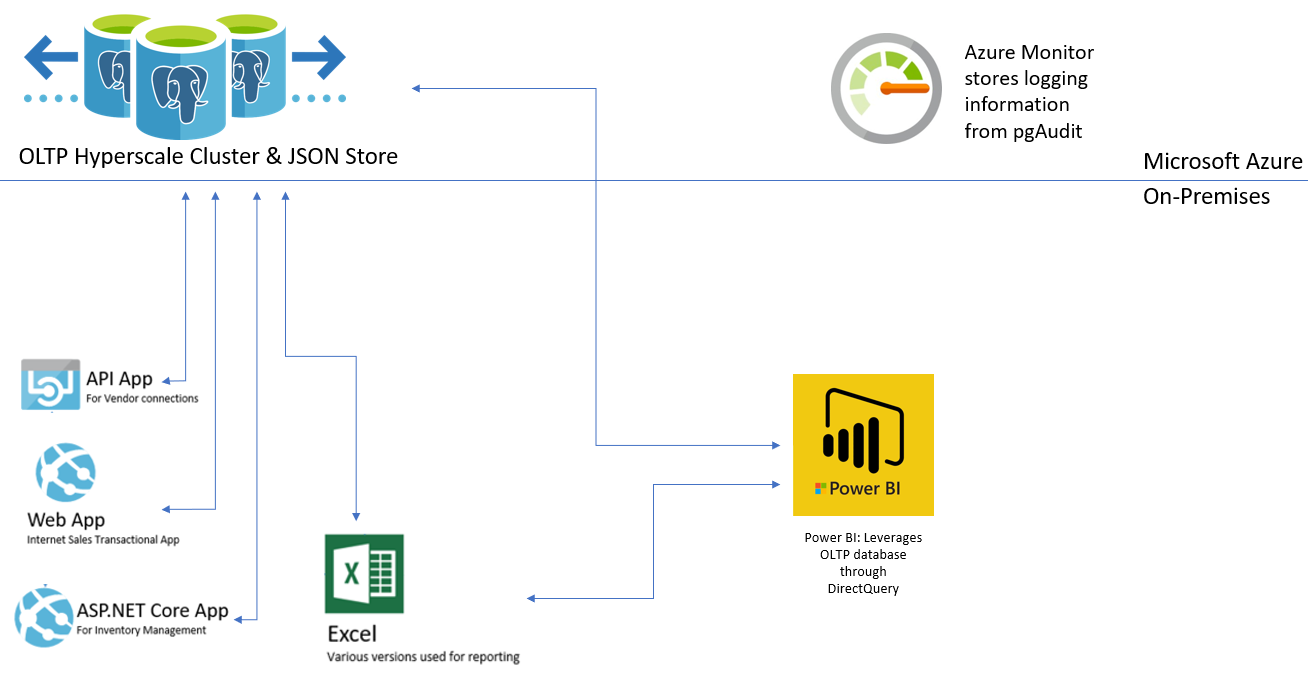 Azure Monitor
stores logging
information
from pgAudit
OLTP Hyperscale Cluster & JSON Store
Microsoft Azure
On-Premises
API App
For Vendor connections
Web App
Internet Sales Transactional App
ASP.NET Core App
For Inventory Management
X
Excel
Various versions used for reporting
Power BI
Power BI: Leverages
OLTP database
through
DirectQuery